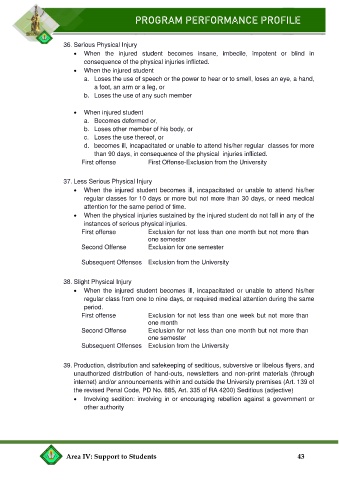 PROGRAM PERFORMANCE PROFILE
36. Serious Physical Injury
• When the injured student becomes insane, imbecile, impotent or blind in
consequence of the physical injuries inflicted.
• When the injured student
a. Loses the use of speech or the power to hear or to smell, loses an eye, a hand,
a foot, an arm or a leg, or
b. Loses the use of any such member
• When injured student
a. Becomes deformed or,
b. Loses other member of his body, or
c. Loses the use thereof, or
d. becomes ill, incapacitated or unable to attend his/her regular classes for more
than 90 days, in consequence of the physical injuries inflicted.
First offense First Offense-Exclusion from the University
37. Less Serious Physical Injury
• When the injured student becomes ill, incapacitated or unable to attend his/her
regular classes for 10 days or more but not more than 30 days, or need medical
attention for the same period of time.
• When the physical injuries sustained by the injured student do not fall in any of the
instances of serious physical injuries.
First offense Exclusion for not less than one month but not more than
one semester
Second Offense Exclusion for one semester
Subsequent Offenses Exclusion from the University
38. Slight Physical Injury
• When the injured student becomes ill, incapacitated or unable to attend his/her
regular class from one to nine days, or required medical attention during the same
period.
First offense Exclusion for not less than one week but not more than
one month
Second Offense Exclusion for not less than one month but not more than
one semester
Subsequent Offenses Exclusion from the University
39. Production, distribution and safekeeping of seditious, subversive or libelous flyers, and
unauthorized distribution of hand-outs, newsletters and non-print materials (through
internet) and/or announcements within and outside the University premises (Art. 139 of
the revised Penal Code, PD No. 885, Art. 335 of RA 4200) Seditious (adjective)
• Involving sedition: involving in or encouraging rebellion against a government or
other authority
Area IV: Support to Students 43